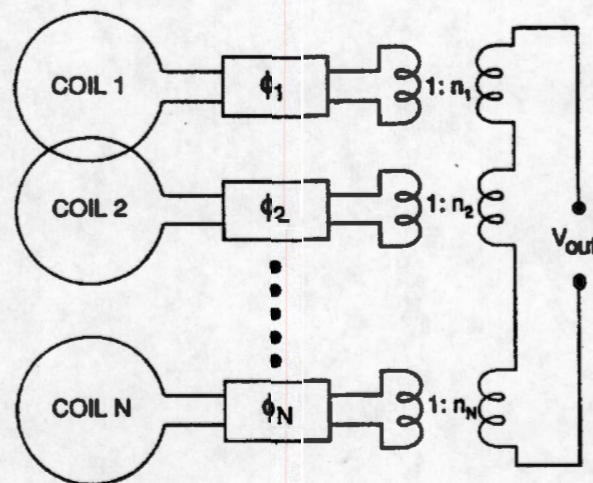 COIL 1 ϕ1 1:n1
COIL 2 ϕ2 1:n2
Vout
COIL N ϕN 1:nN